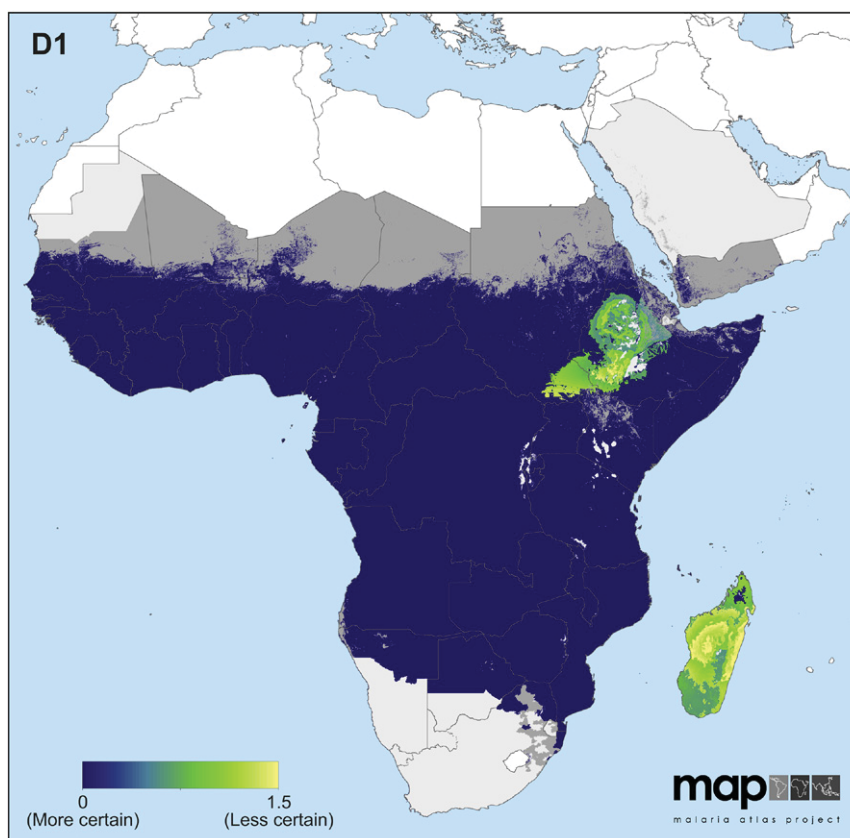 D1
0
1.5
(More certain)
(Less certain)
map
malaria atlas project